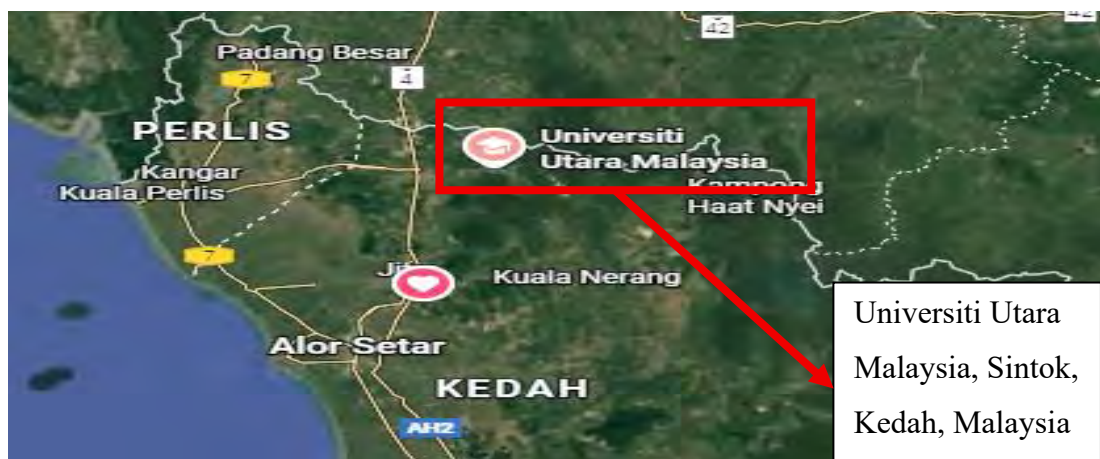 42
42
Padang Besar
7
4
PERLIS
Universiti
Utara Malaysia
Kangar
Kuala Perlis
Kampong
Haat Nyei
7
Kuala Nerang
Alor Setar
KEDAH
AH2
Universiti Utara
Malaysia, Sintok,
Kedah, Malaysia